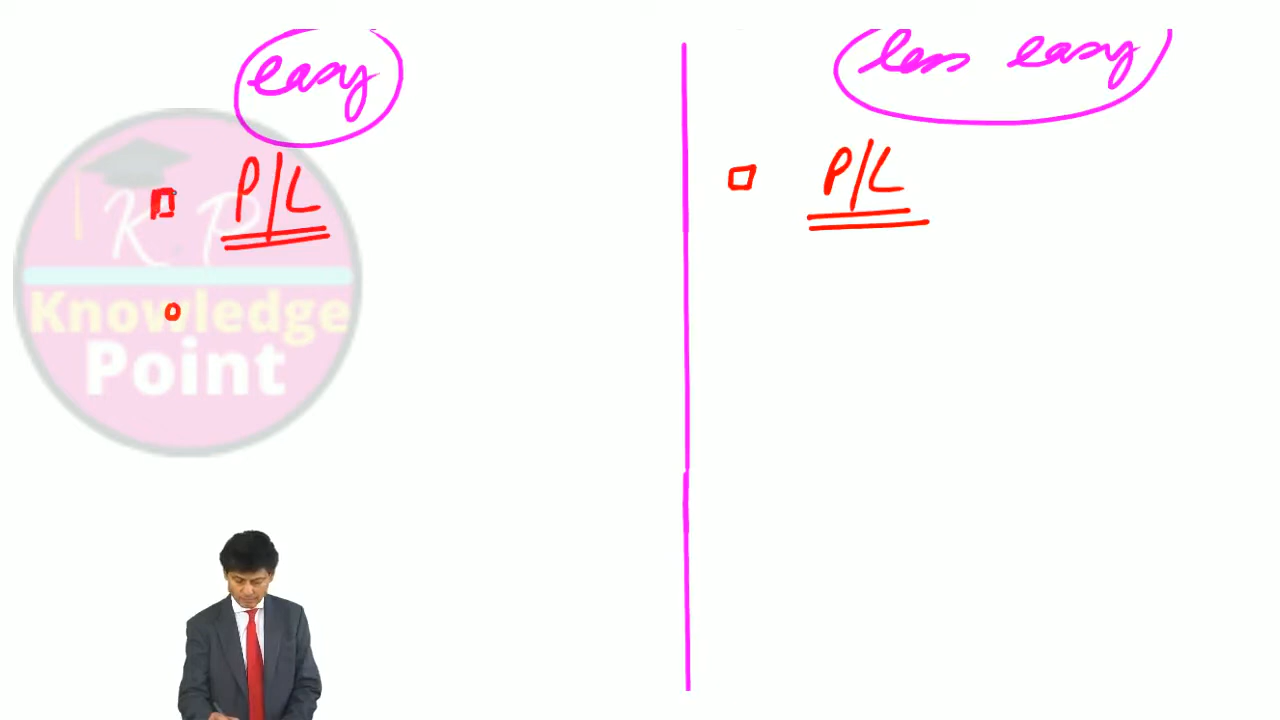 easy
less easy
P/L
P/L
K.P
Knowledge
Point